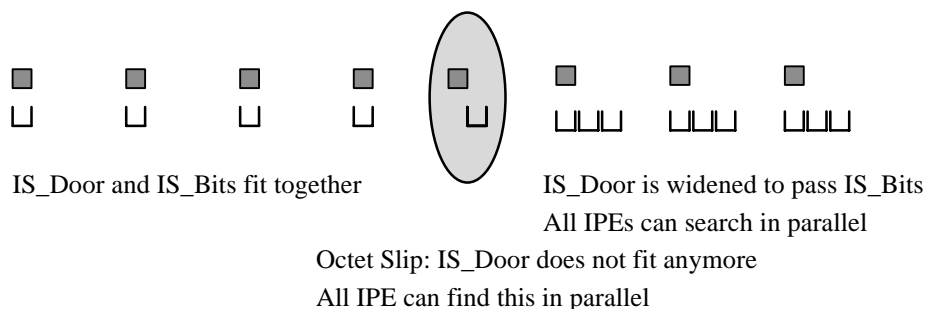 IS_Door and IS_Bits fit together
IS_Door is widened to pass IS_Bits
All IPEs can search in parallel
Octet Slip: IS_Door does not fit anymore
All IPE can find this in parallel